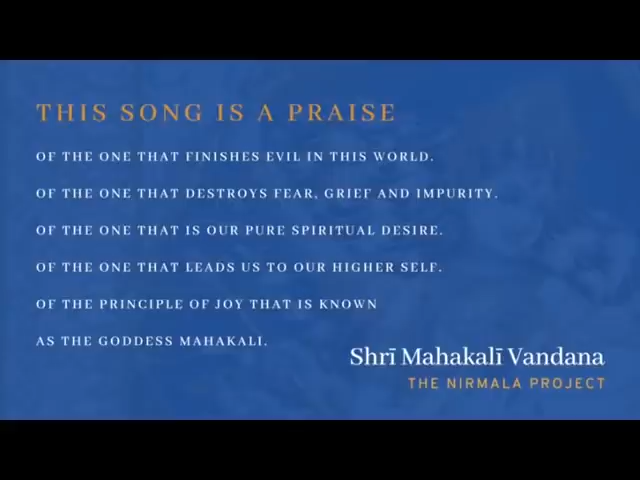 THIS SONG IS A PRAISE
OF THE ONE THAT FINISHES EVIL IN THIS WORLD.
OF THE ONE THAT DESTROYS FEAR, GRIEF AND IMPURITY.
OF THE ONE THAT IS OUR PURE SPIRITUAL DESIRE.
OF THE ONE THAT LEADS US TO OUR HIGHER SELF.
OF THE PRINCIPLE OF JOY THAT IS KNOWN
AS THE GODDESS MAHAKALI.
Shrī Mahakalī Vandana
THE NIRMALA PROJECT